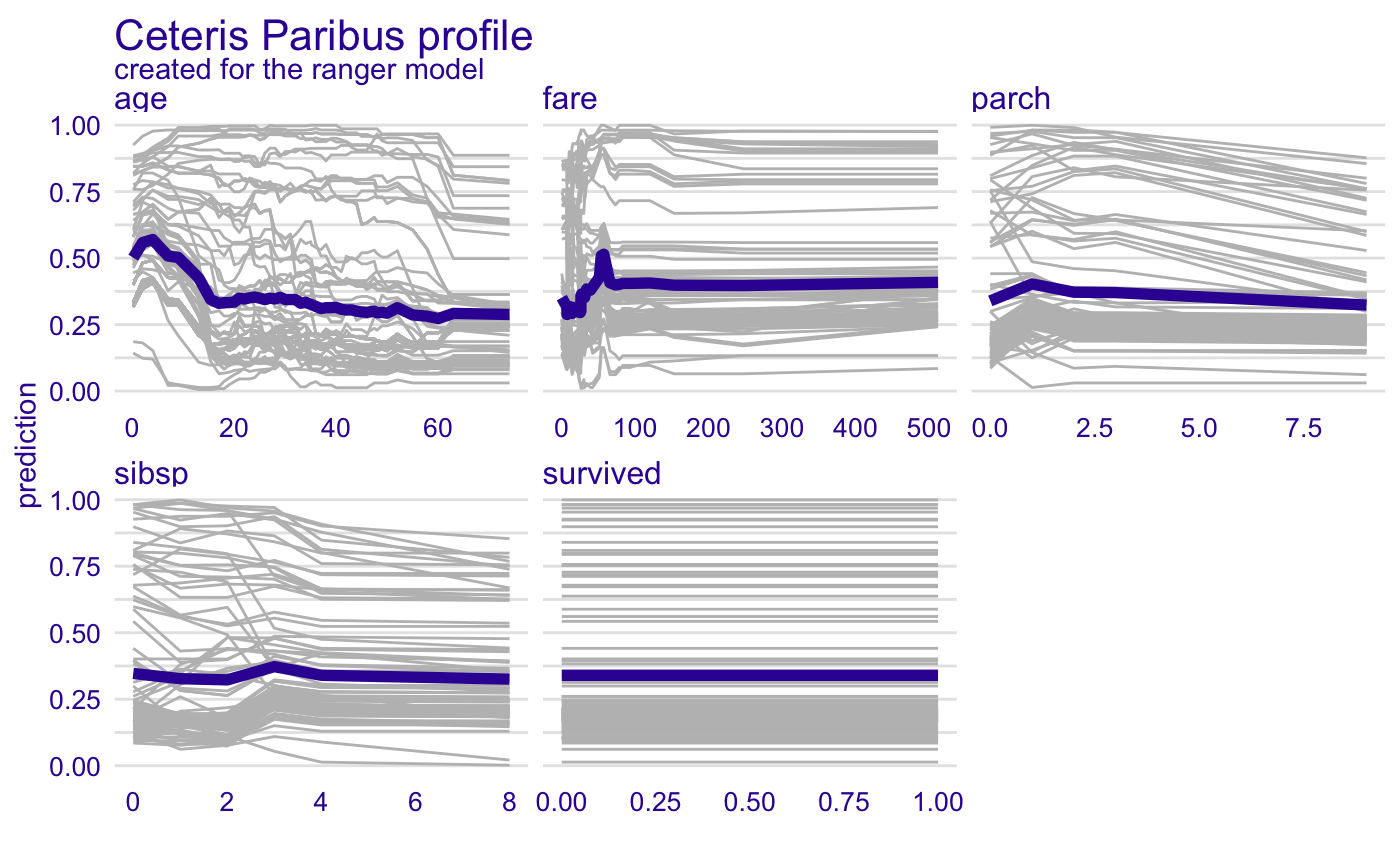 Ceteris Paribus profile
created for the ranger model
age
fare
parch
1.00
0.75
0.50
0.25
0.00
0 20 40 60
0 100 200 300 400 500
0.0 2.5 5.0 7.5
prediction
sibsp
survived
1.00
0.75
0.50
0.25
0.00
0 2 4 6 8
0.00 0.25 0.50 0.75 1.00